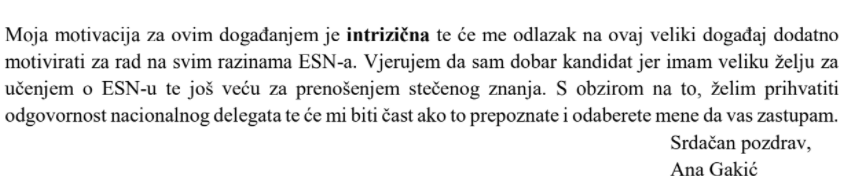 Moja motivacija za ovim događanjem je intrizična te će me odlazak na ovaj veliki događaj dodatno
motivirati za rad na svim razinama ESN-a. Vjerujem da sam dobar kandidat jer imam veliku želju za
učenjem o ESN-u te još veću za prenošenjem stečenog znanja. S obzirom na to, želim prihvatiti
odgovornost nacionalnog delegata te će mi biti čast ako to prepoznate i odaberete mene da vas zastupam.
Srdačan pozdrav,
Ana Gakić